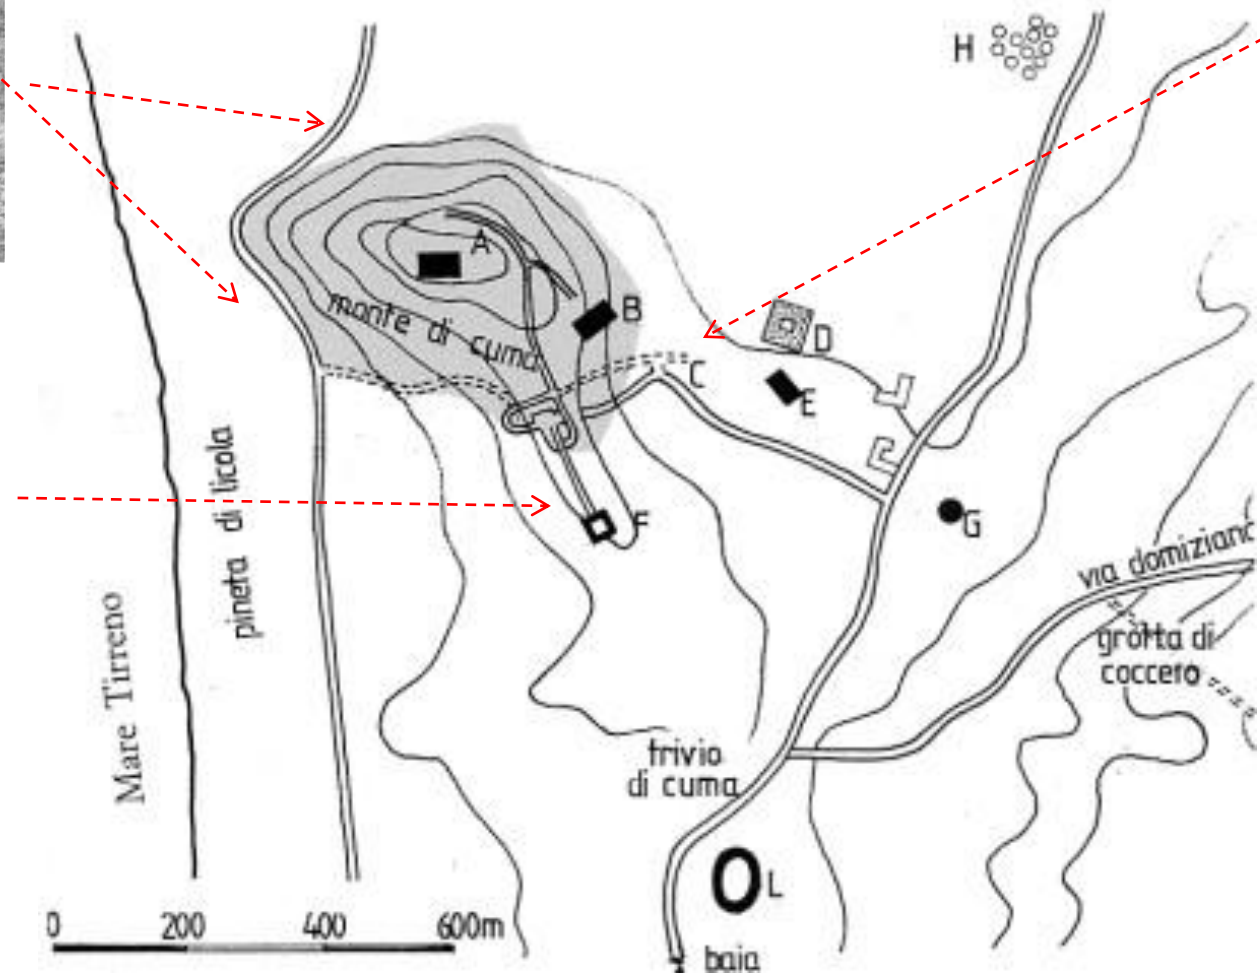 H
A
B
monte di cuma
D
C
E
pineta di licola
F
G
via domiziana
grotta di
cocceto
Mare Tirreno
trivio
di cuma
L
0 200 400 600m
baia